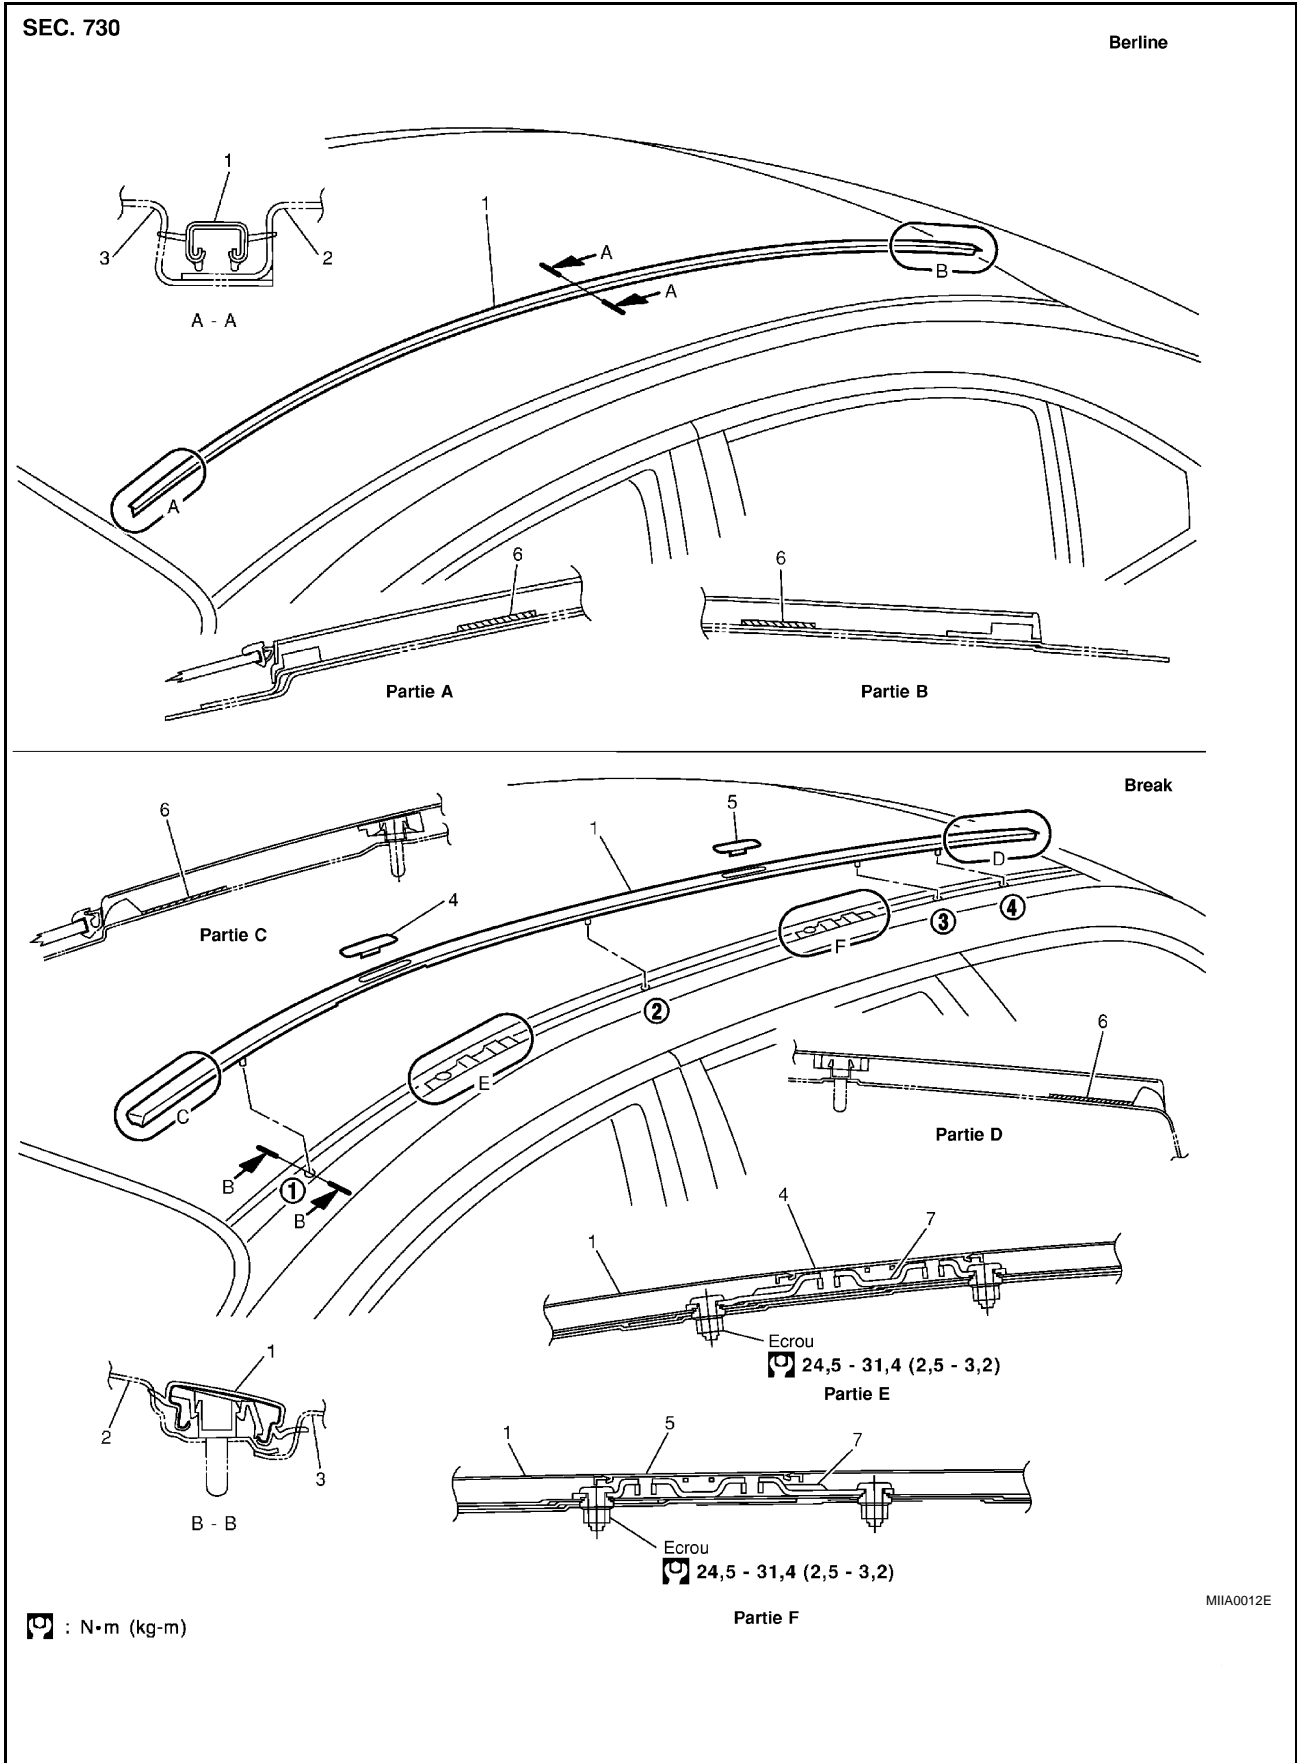 SEC. 730
Berline
1
3
2
A - A
1
A
A
B
A
6
6
Partie A
Partie B
Break
6
5
1
4
D
Partie C
F
③
④
②
E
C
6
B
①
B
Partie D
4
7
1
Ecrou
24,5 - 31,4 (2,5 - 3,2)
Partie E
1
2
3
B - B
1
5
7
Ecrou
24,5 - 31,4 (2,5 - 3,2)
Partie F
MIIA0012E
: N•m (kg-m)